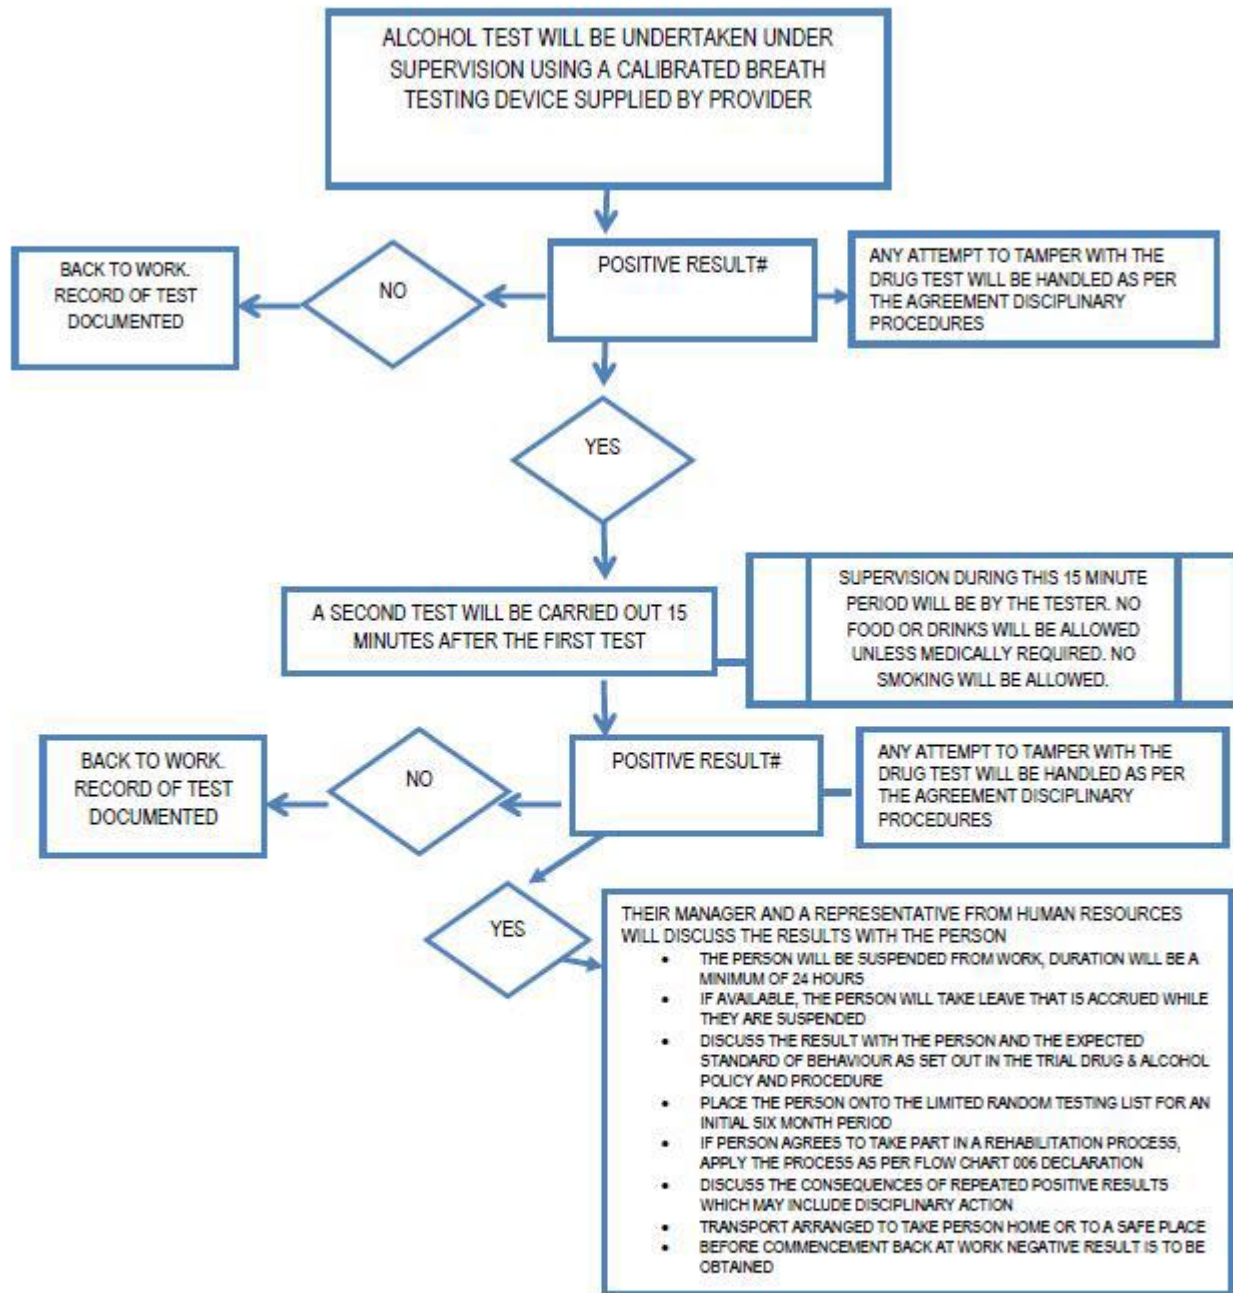 ALCOHOL TEST WILL BE UNDERTAKEN UNDER
SUPERVISION USING A CALIBRATED BREATH
TESTING DEVICE SUPPLIED BY PROVIDER
BACK TO WORK.
RECORD OF TEST
DOCUMENTED
NO
POSITIVE RESULT#
ANY ATTEMPT TO TAMPER WITH THE
DRUG TEST WILL BE HANDLED AS PER
THE AGREEMENT DISCIPLINARY
PROCEDURES
YES
A SECOND TEST WILL BE CARRIED OUT 15
MINUTES AFTER THE FIRST TEST
SUPERVISION DURING THIS 15 MINUTE
PERIOD WILL BE BY THE TESTER. NO
FOOD OR DRINKS WILL BE ALLOWED
UNLESS MEDICALLY REQUIRED. NO
SMOKING WILL BE ALLOWED.
BACK TO WORK.
RECORD OF TEST
DOCUMENTED
NO
POSITIVE RESULT#
ANY ATTEMPT TO TAMPER WITH THE
DRUG TEST WILL BE HANDLED AS PER
THE AGREEMENT DISCIPLINARY
PROCEDURES
YES
THEIR MANAGER AND A REPRESENTATIVE FROM HUMAN RESOURCES
WILL DISCUSS THE RESULTS WITH THE PERSON
• THE PERSON WILL BE SUSPENDED FROM WORK, DURATION WILL BE A
MINIMUM OF 24 HOURS
• IF AVAILABLE, THE PERSON WILL TAKE LEAVE THAT IS ACCRUED WHILE
THEY ARE SUSPENDED
• DISCUSS THE RESULT WITH THE PERSON AND THE EXPECTED
STANDARD OF BEHAVIOUR AS SET OUT IN THE TRIAL DRUG & ALCOHOL
POLICY AND PROCEDURE
• PLACE THE PERSON ONTO THE LIMITED RANDOM TESTING LIST FOR AN
INITIAL SIX MONTH PERIOD
• IF PERSON AGREES TO TAKE PART IN A REHABILITATION PROCESS,
APPLY THE PROCESS AS PER FLOW CHART 006 DECLARATION
• DISCUSS THE CONSEQUENCES OF REPEATED POSITIVE RESULTS
WHICH MAY INCLUDE DISCIPLINARY ACTION
• TRANSPORT ARRANGED TO TAKE PERSON HOME OR TO A SAFE PLACE
• BEFORE COMMENCEMENT BACK AT WORK NEGATIVE RESULT IS TO BE
OBTAINED